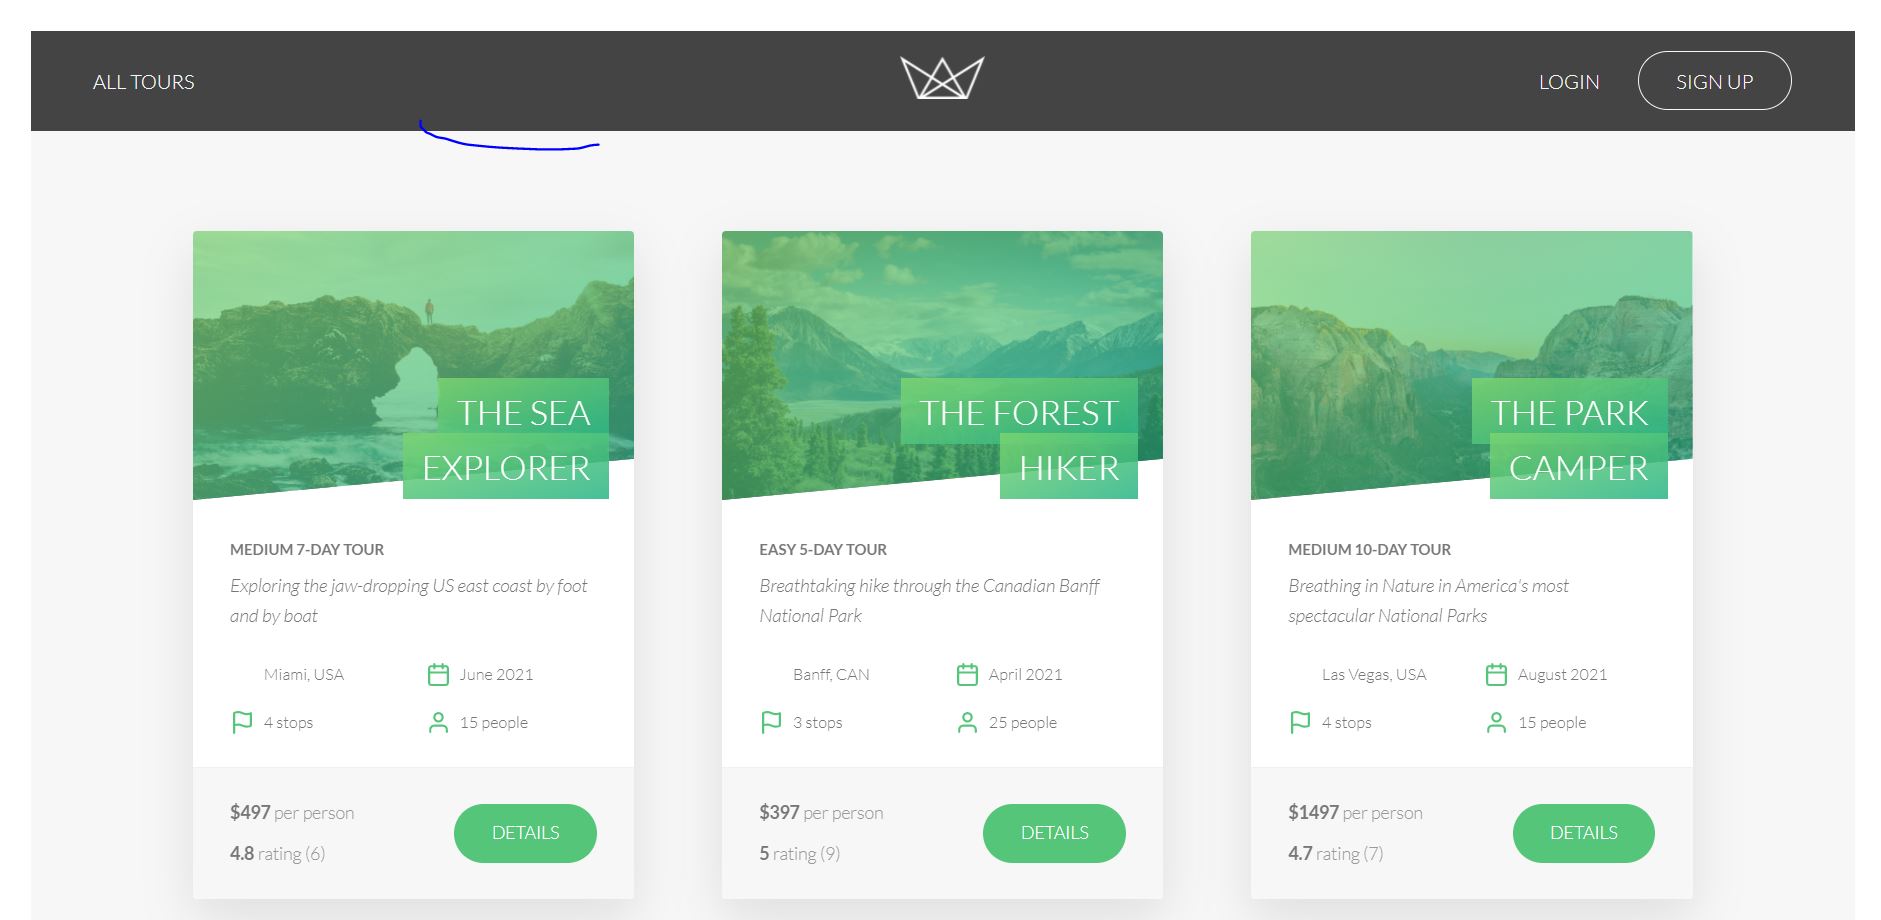 ALL TOURS
LOGIN
SIGN UP
THE SEA
EXPLORER
MEDIUM 7-DAY TOUR
Exploring the jaw-dropping US east coast by foot
and by boat
Miami, USA
June 2021
4 stops
15 people
$497 per person
4.8 rating (6)
DETAILS
THE FOREST
HIKER
EASY 5-DAY TOUR
Breathtaking hike through the Canadian Banff
National Park
Banff, CAN
April 2021
3 stops
25 people
$397 per person
5 rating (9)
DETAILS
THE PARK
CAMPER
MEDIUM 10-DAY TOUR
Breathing in Nature in America's most
spectacular National Parks
Las Vegas, USA
August 2021
4 stops
15 people
$1497 per person
4.7 rating (7)
DETAILS